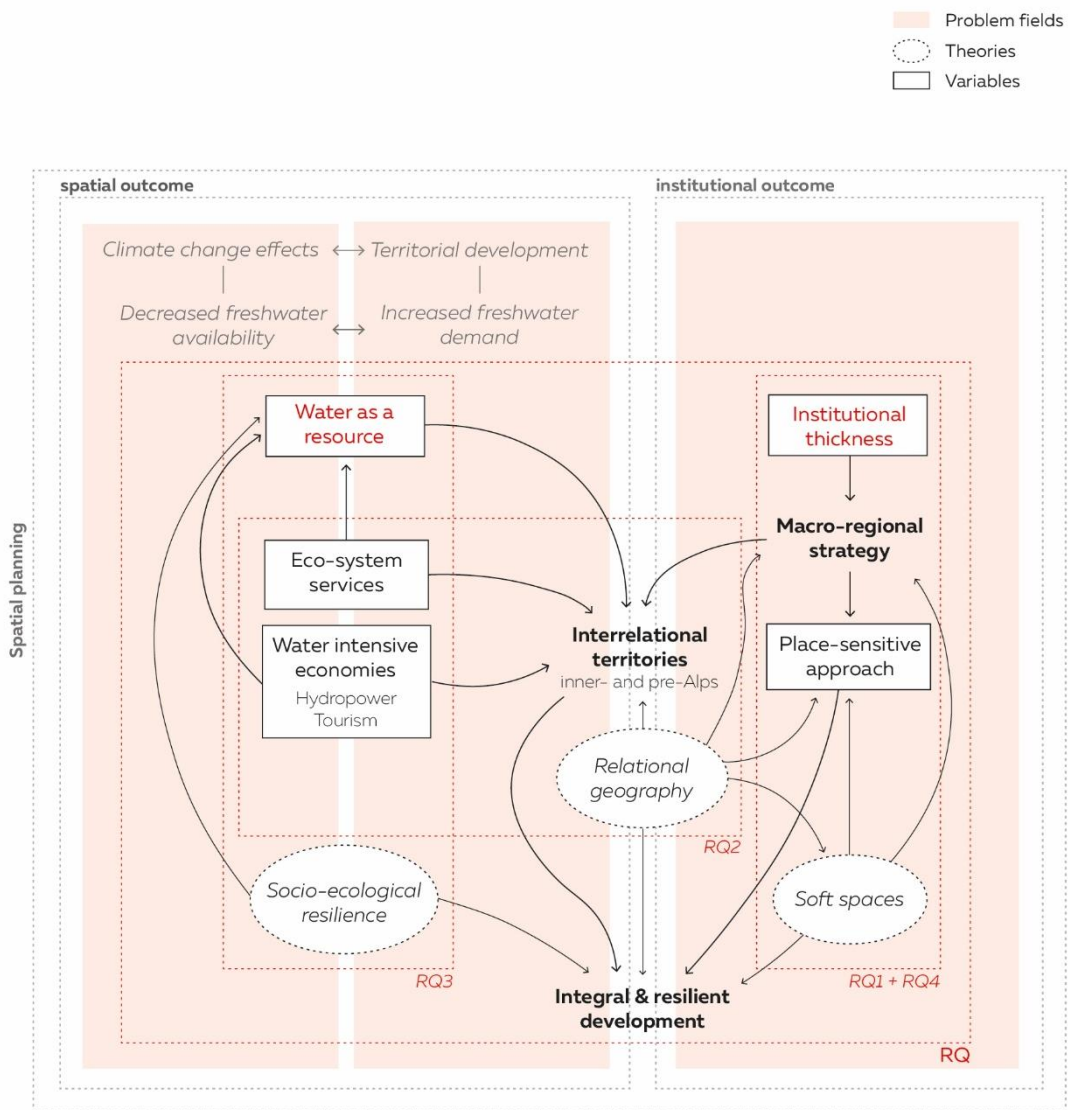 Problem fields
Theories
Variables
spatial outcome
institutional outcome
Climate change effects
Territorial development
Decreased freshwater
availability
Increased freshwater
demand
Water as a
resource
Institutional
thickness
Macro-regional
strategy
Eco-system
services
Water intensive
economies
Hydropower
Tourism
Interrelational
territories
inner- and pre-Alps
Place-sensitive
approach
Relational
geography
RQ2
Socio-ecological
resilience
Soft spaces
RQ3
RQ1 + RQ4
Integral & resilient
development
RQ
Spatial planning